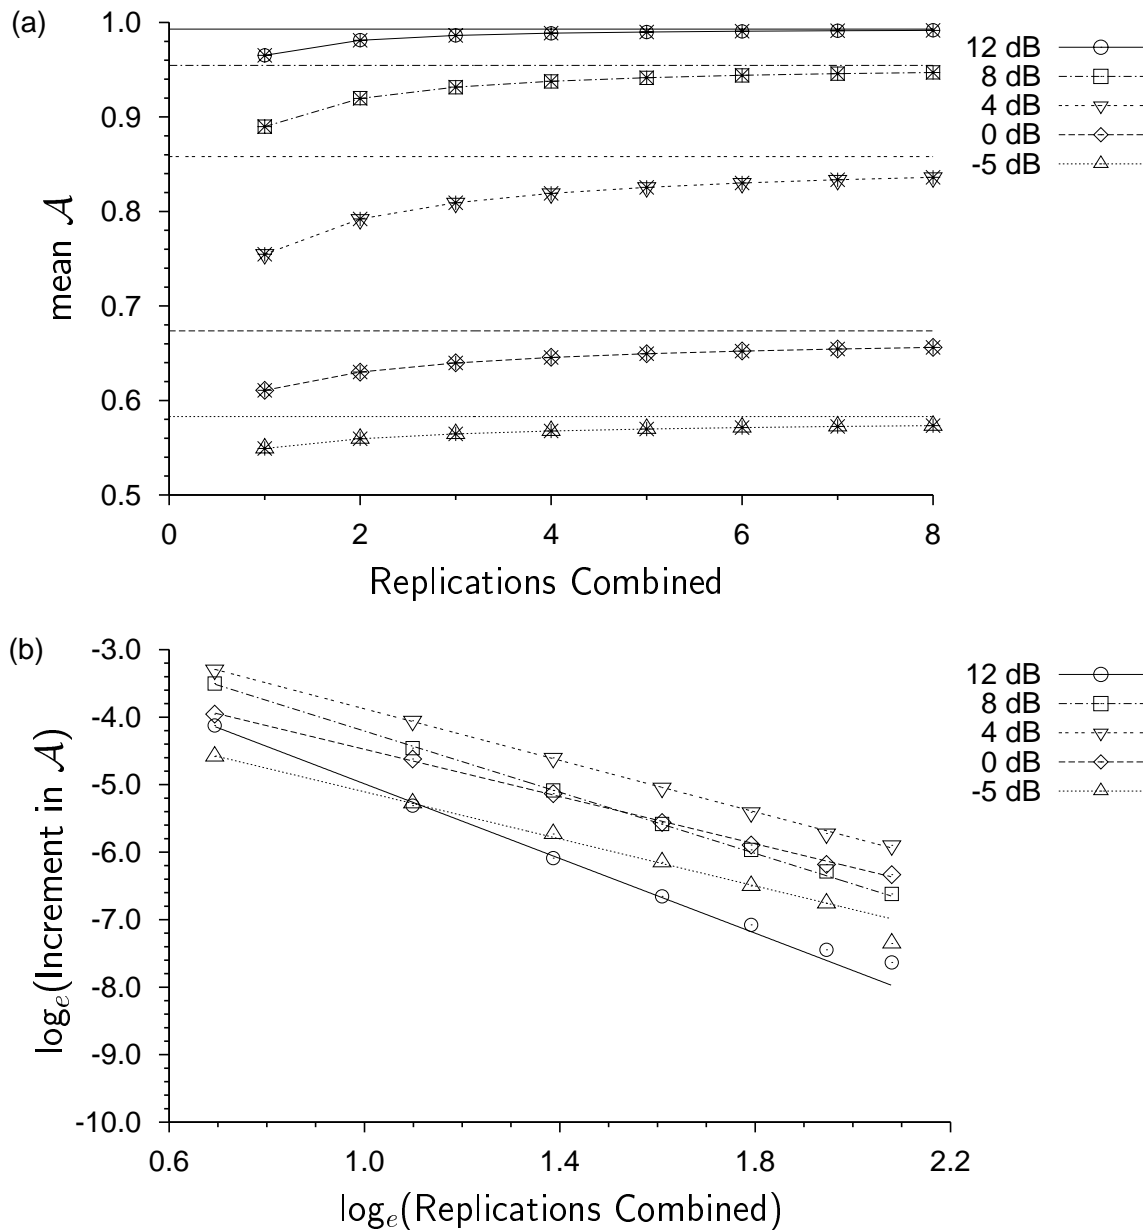 (a)
1.0
0.9
0.8
0.7
0.6
0.5
mean 𝒜
0 2 4 6 8
Replications Combined
12 dB
8 dB
4 dB
0 dB
-5 dB
(b)
-3.0
-4.0
-5.0
-6.0
-7.0
-8.0
-9.0
-10.0
logₑ(Increment in 𝒜)
0.6 1.0 1.4 1.8 2.2
logₑ(Replications Combined)
12 dB
8 dB
4 dB
0 dB
-5 dB